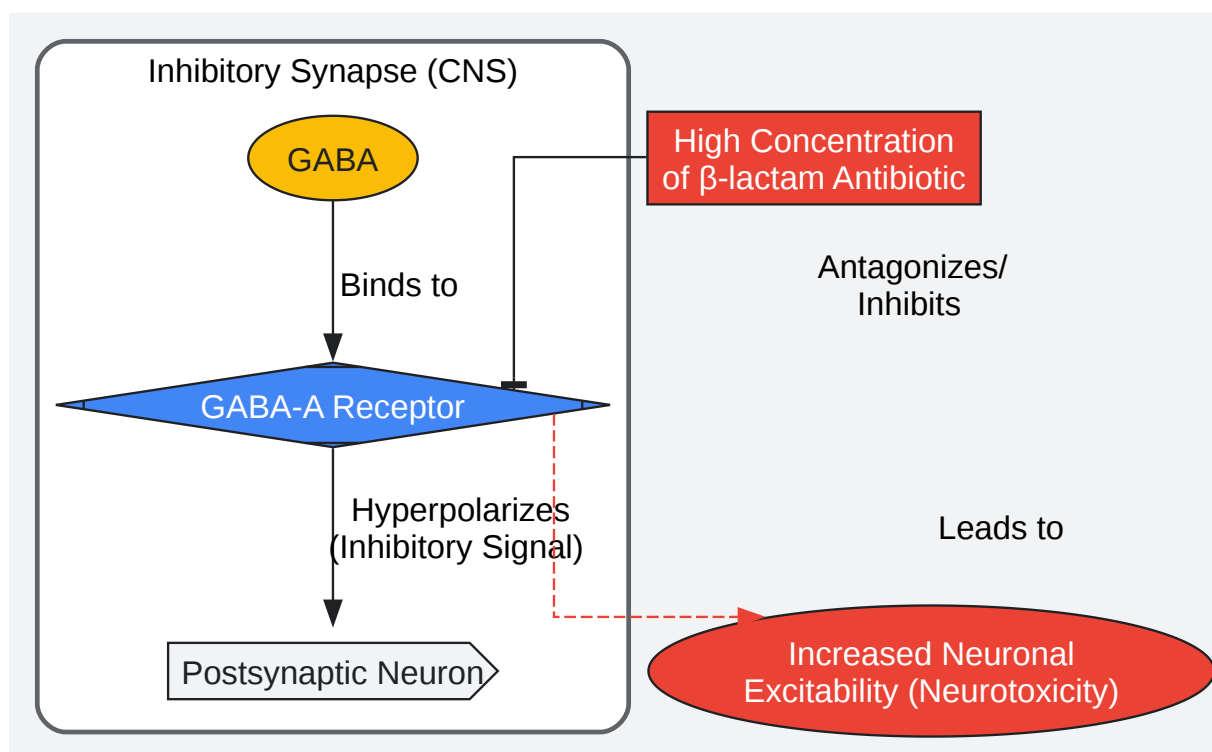 Inhibitory Synapse (CNS)
GABA
High Concentration
of β-lactam Antibiotic
Binds to
Antagonizes/
Inhibits
GABA-A Receptor
Hyperpolarizes
(Inhibitory Signal)
Leads to
Postsynaptic Neuron
Increased Neuronal
Excitability (Neurotoxicity)